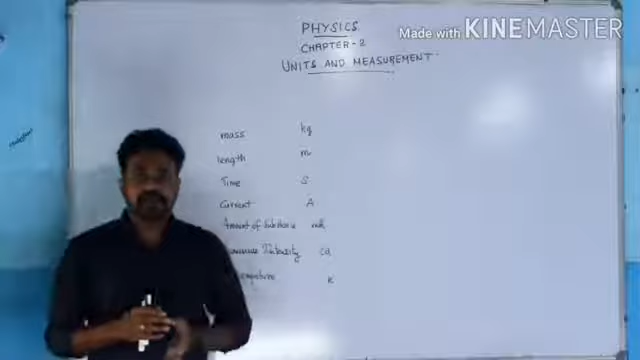 Made with KINEMASTER
PHYSICS
CHAPTER-2
UNITS AND MEASUREMENT
mass kg
length m
Time S
Current A
Amount of Substance mol
Intensity cd
K